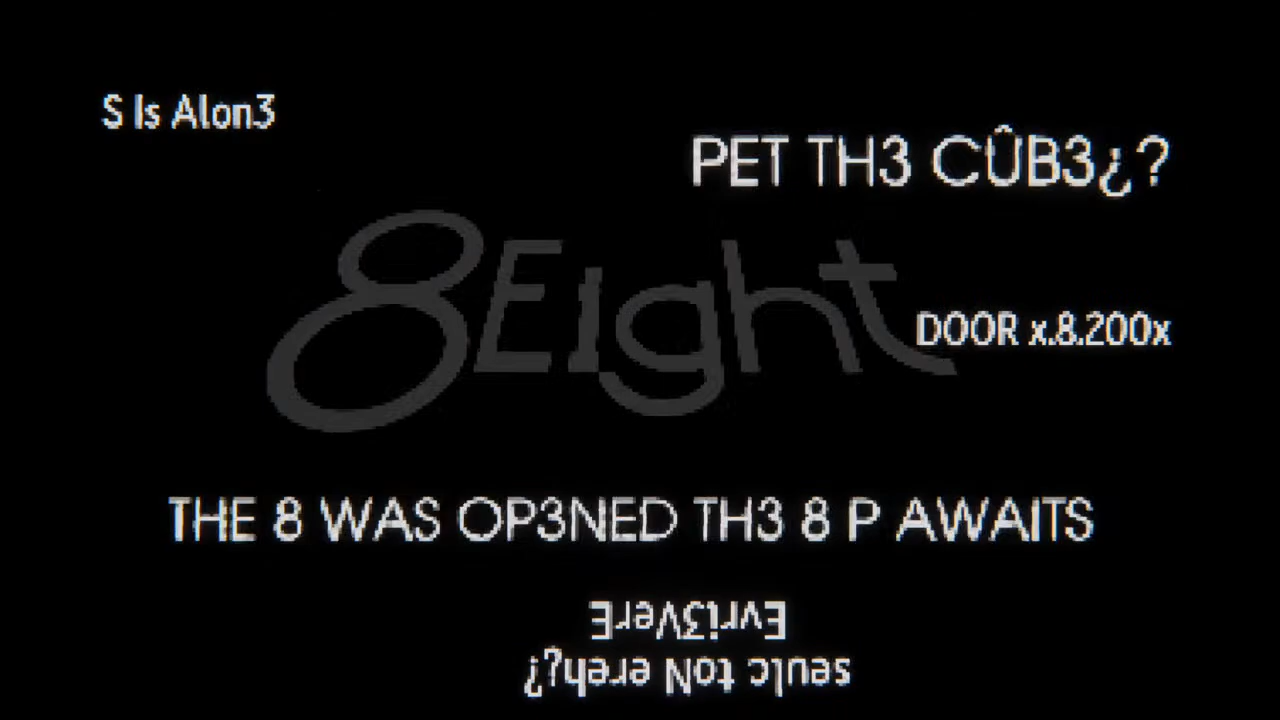 S Is Alon3
PET TH3 CÛB3¿?
8Eight
DOOR x.8.200x
THE 8 WAS OP3NED TH3 8 P AWAITS
seulc toN ereh¿?
Evri3VerE